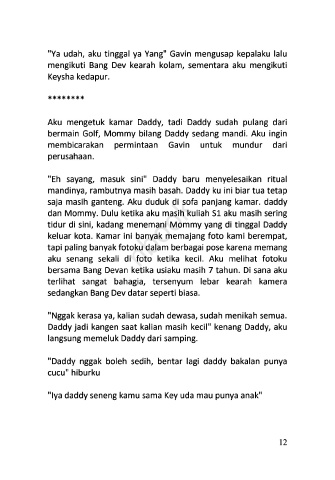 "Ya udah, aku tinggal ya Yang" Gavin mengusap kepalaku lalu
mengikuti Bang Dev kearah kolam, sementara aku mengikuti
Keysha kedapur.
********
Aku mengetuk kamar Daddy, tadi Daddy sudah pulang dari
bermain Golf, Mommy bilang Daddy sedang mandi. Aku ingin
membicarakan permintaan Gavin untuk mundur dari
perusahaan.
"Eh sayang, masuk sini" Daddy baru menyelesaikan ritual
mandinya, rambutnya masih basah. Daddy ku ini biar tua tetap
saja masih ganteng. Aku duduk di sofa panjang kamar. daddy
dan Mommy. Dulu ketika aku masih kuliah S1 aku masih sering
tidur di sini, kadang menemani Mommy yang di tinggal Daddy
keluar kota. Kamar ini banyak memajang foto kami berempat,
tapi paling banyak fotoku dalam berbagai pose karena memang
aku senang sekali di foto ketika kecil. Aku melihat fotoku
bersama Bang Devan ketika usiaku masih 7 tahun. Di sana aku
terlihat sangat bahagia, tersenyum lebar kearah kamera
sedangkan Bang Dev datar seperti biasa.
"Nggak kerasa ya, kalian sudah dewasa, sudah menikah semua.
Daddy jadi kangen saat kalian masih kecil" kenang Daddy, aku
langsung memeluk Daddy dari samping.
"Daddy nggak boleh sedih, bentar lagi daddy bakalan punya
cucu" hiburku
"Iya daddy seneng kamu sama Key uda mau punya anak"
12